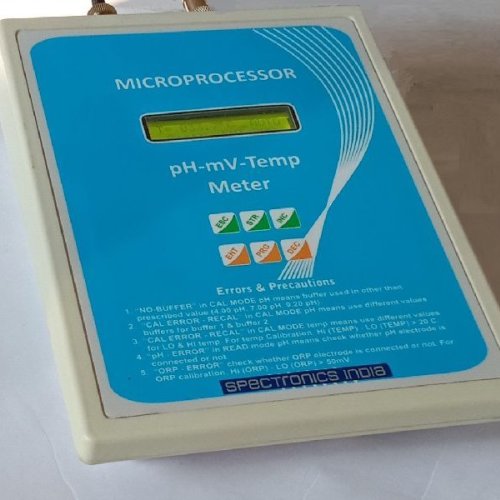 MICROPROCESSOR
pH-mV-Temp
Meter
ESC STR INC
ENT PRG DEC
Errors & Precautions
1. "NO-BUFFER" in CAL MODE pH means buffer used in other than
prescribed value (4.00 pH, 7.00 pH, 9.20 pH)
2. "CAL ERROR - RECAL" in CAL MODE pH means use different values
buffers for buffer 1 & buffer 2
3. "CAL ERROR - RECAL" in CAL MODE temp means use different values
for LO & HI temp. For temp Calibration, Hi (TEMP) - LO (TEMP) > 20 C
4. "pH - ERROR" in READ mode pH means check whether pH electrode is
connected or not.
5. "ORP - ERROR" check whether ORP electrode is connected or not. For
ORP calibration, Hi (ORP) - LO (ORP) > 50mV
SPECTRONICS INDIA